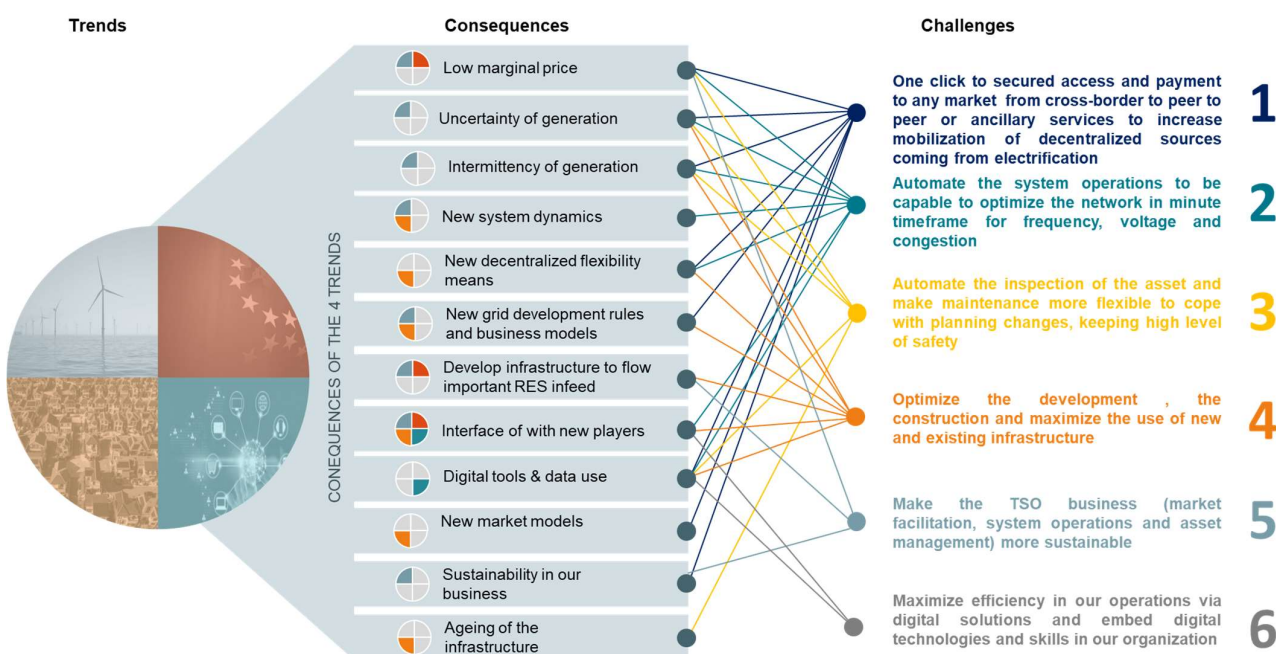 Trends
Consequences
Challenges
CONEQUENCES OF THE 4 TRENDS
Low marginal price
Uncertainty of generation
Intermittency of generation
New system dynamics
New decentralized flexibility
means
New grid development rules
and business models
Develop infrastructure to flow
important RES infeed
Interface of with new players
Digital tools & data use
New market models
Sustainability in our
business
Ageing of the
infrastructure
One click to secured access and payment
to any market from cross-border to peer to
peer or ancillary services to increase
mobilization of decentralized sources
coming from electrification
1
Automate the system operations to be
capable to optimize the network in minute
timeframe for frequency, voltage and
congestion
2
Automate the inspection of the asset and
make maintenance more flexible to cope
with planning changes, keeping high level
of safety
3
Optimize the development , the
construction and maximize the use of new
and existing infrastructure
4
Make the TSO business (market
facilitation, system operations and asset
management) more sustainable
5
Maximize efficiency in our operations via
digital solutions and embed digital
technologies and skills in our organization
6